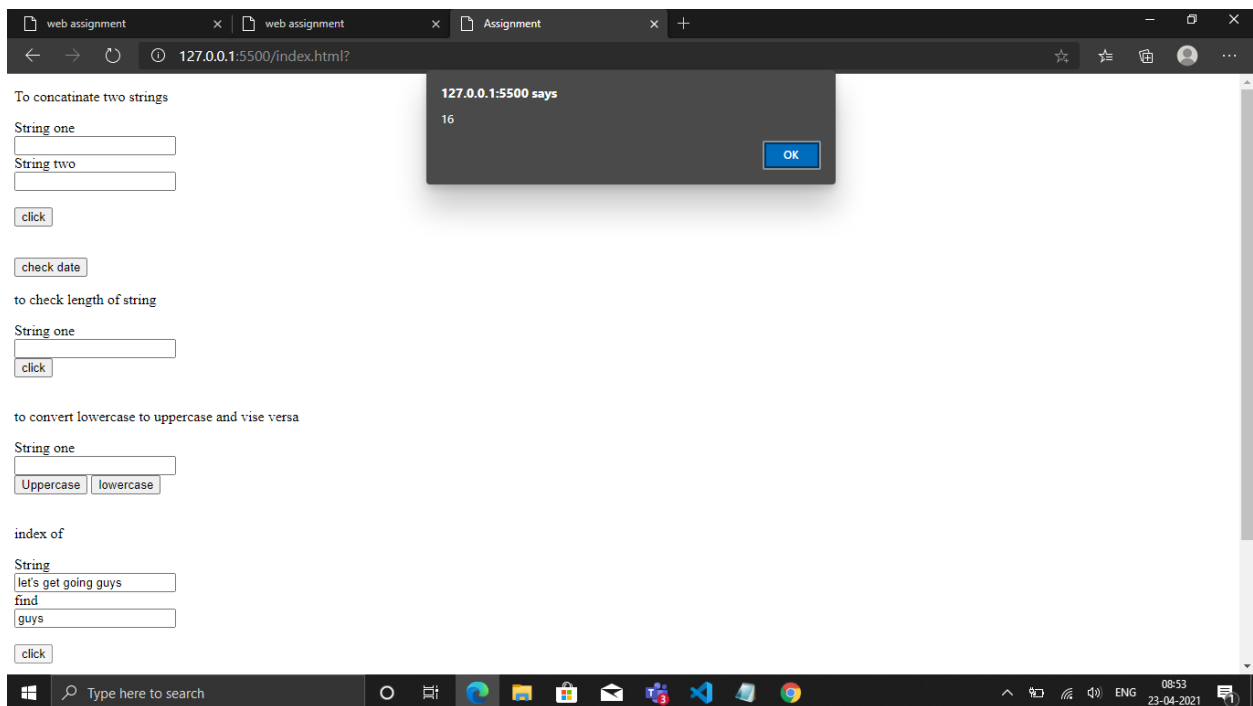 web assignment
web assignment
Assignment
127.0.0.1:5500/index.html?
127.0.0.1:5500 says
16
OK
To concatinate two strings
String one
String two
click
check date
to check length of string
String one
click
to convert lowercase to uppercase and vise versa
String one
Uppercase lowercase
index of
String
let's get going guys
find
guys
click
Type here to search
3
ENG
08:53
23-04-2021
1